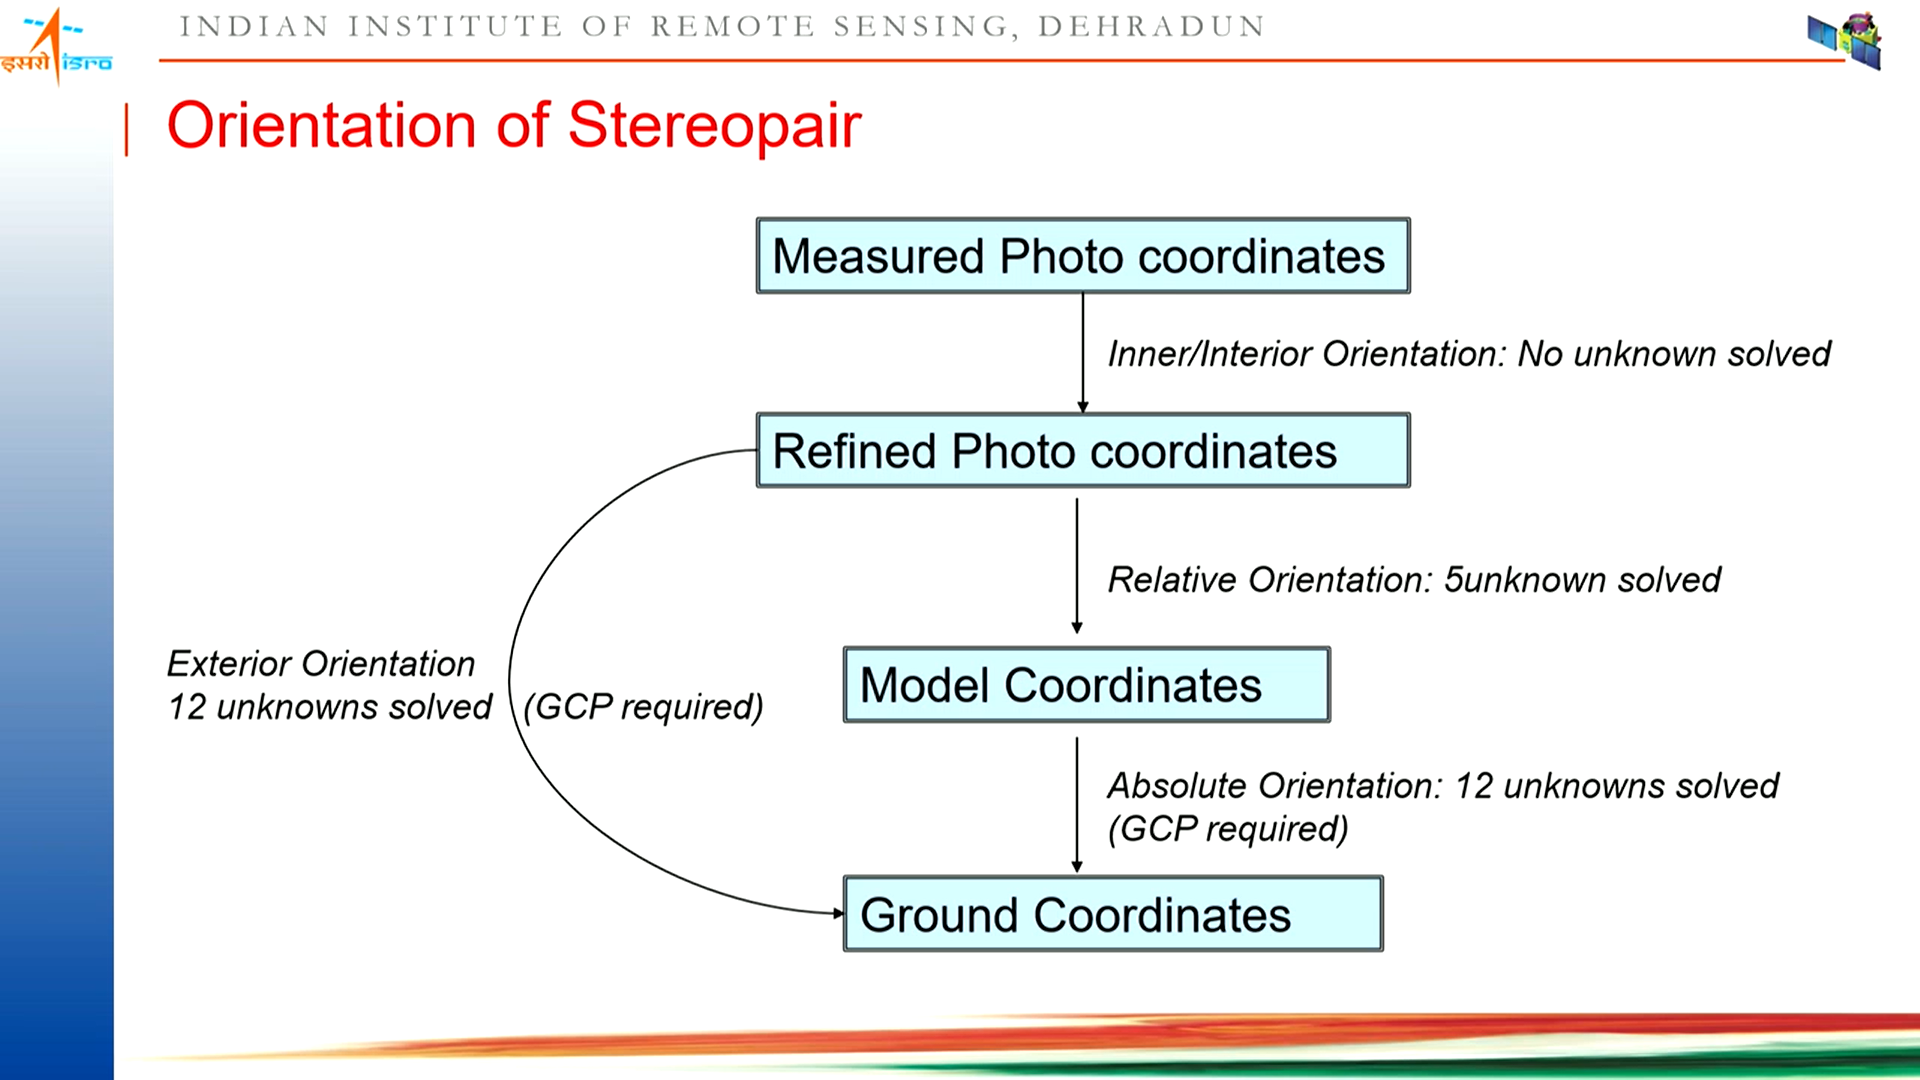 INDIAN INSTITUTE OF REMOTE SENSING, DEHRADUN
इसरो isro
Orientation of Stereopair
Measured Photo coordinates
Inner/Interior Orientation: No unknown solved
Refined Photo coordinates
Relative Orientation: 5unknown solved
Exterior Orientation
12 unknowns solved (GCP required)
Model Coordinates
Absolute Orientation: 12 unknowns solved
(GCP required)
Ground Coordinates